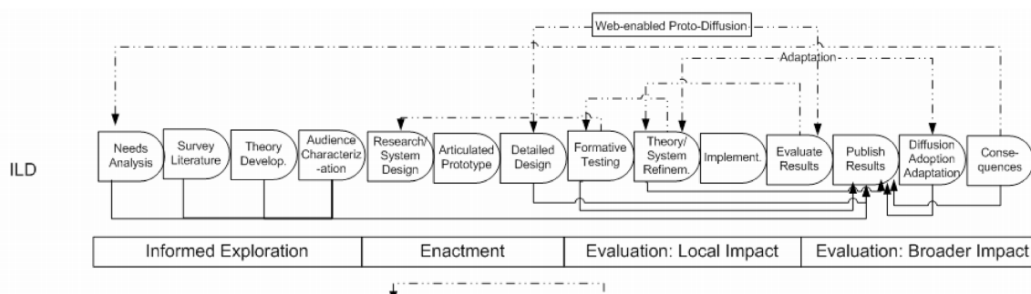 Web-enabled Proto-Diffusion
Adaptation
ILD
Needs
Analysis
Survey
Literature
Theory
Develop.
Audience
Characteriz
-ation
Research/
System
Design
Articulated
Prototype
Detailed
Design
Formative
Testing
Theory/
System
Refinem.
Implement.
Evaluate
Results
Publish
Results
Diffusion
Adoption
Adaptation
Conse-
quences
Informed Exploration
Enactment
Evaluation: Local Impact
Evaluation: Broader Impact